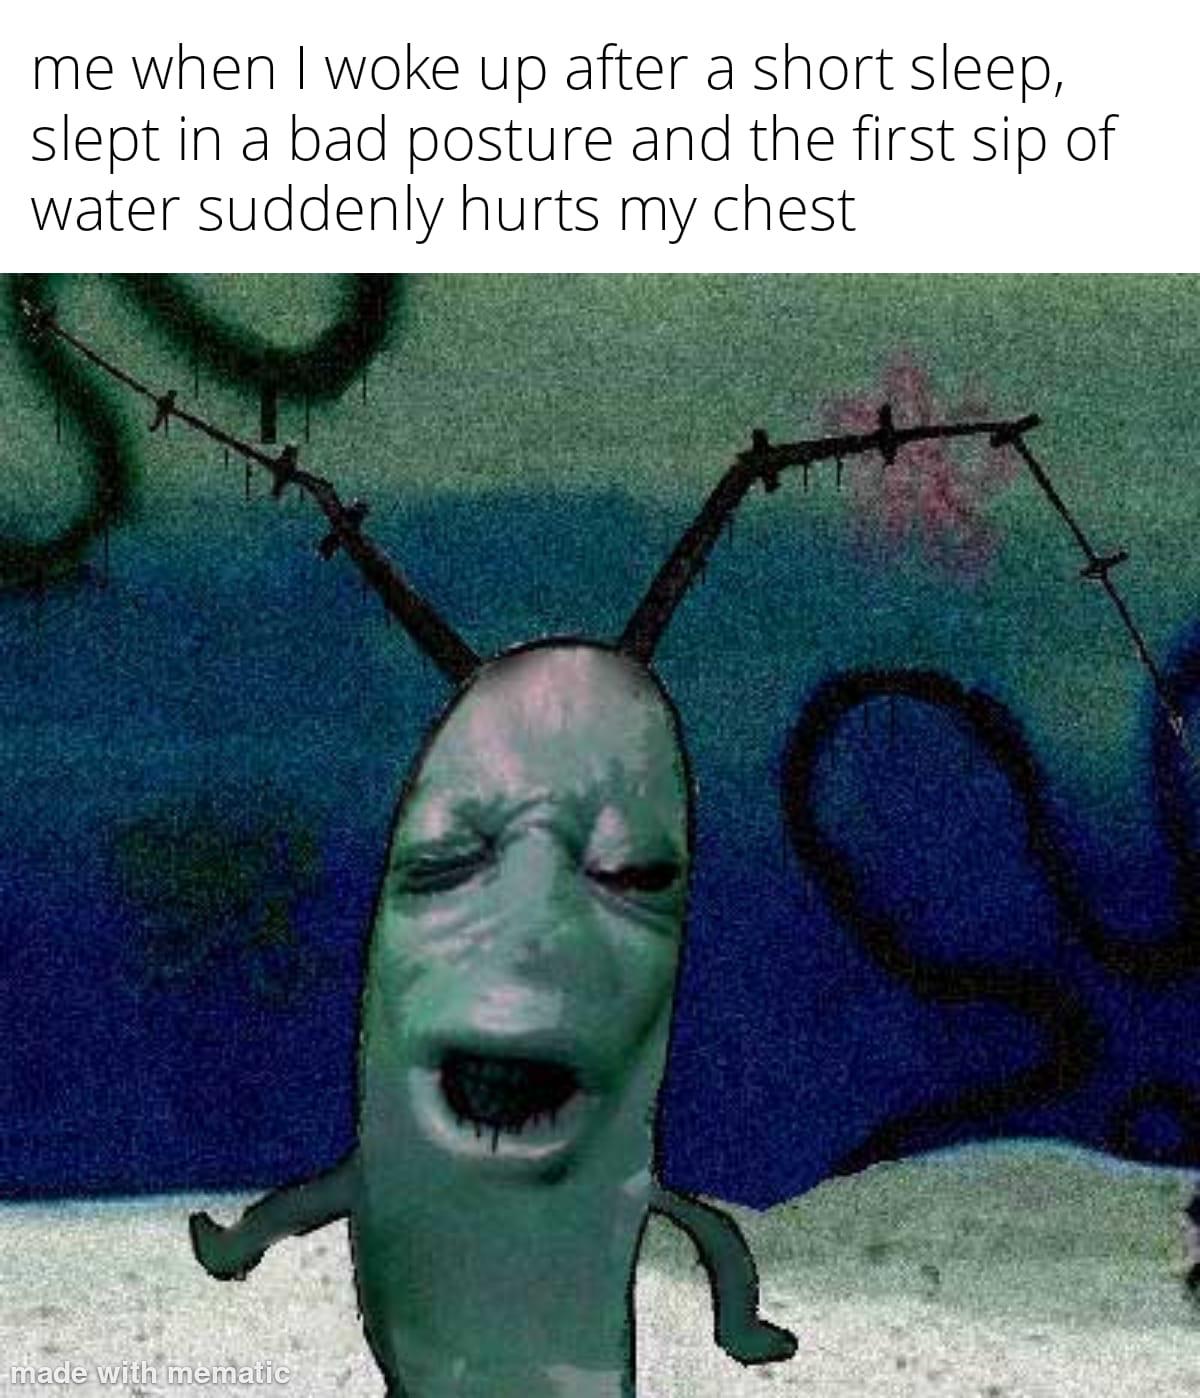 me when I woke up after a short sleep,
slept in a bad posture and the first sip of
water suddenly hurts my chest
made with mematic